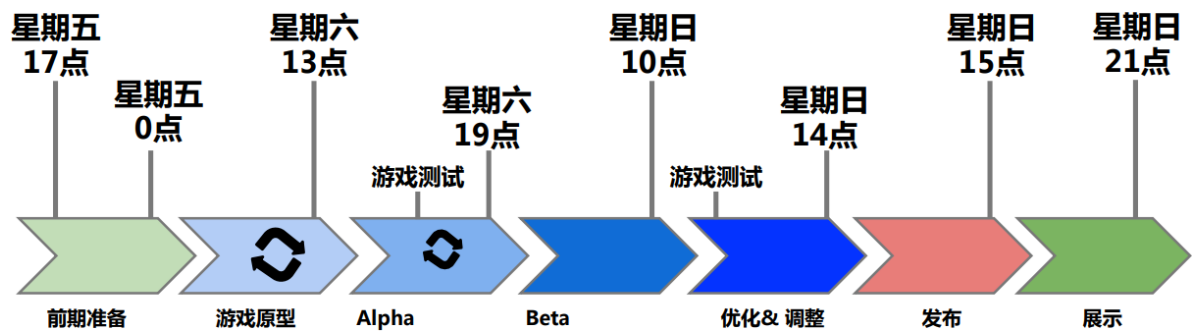 星期五
17点
星期五
0点
星期六
13点
游戏测试
星期六
19点
星期日
10点
游戏测试
星期日
14点
星期日
15点
星期日
21点
前期准备
游戏原型
Alpha
Beta
优化& 调整
发布
展示